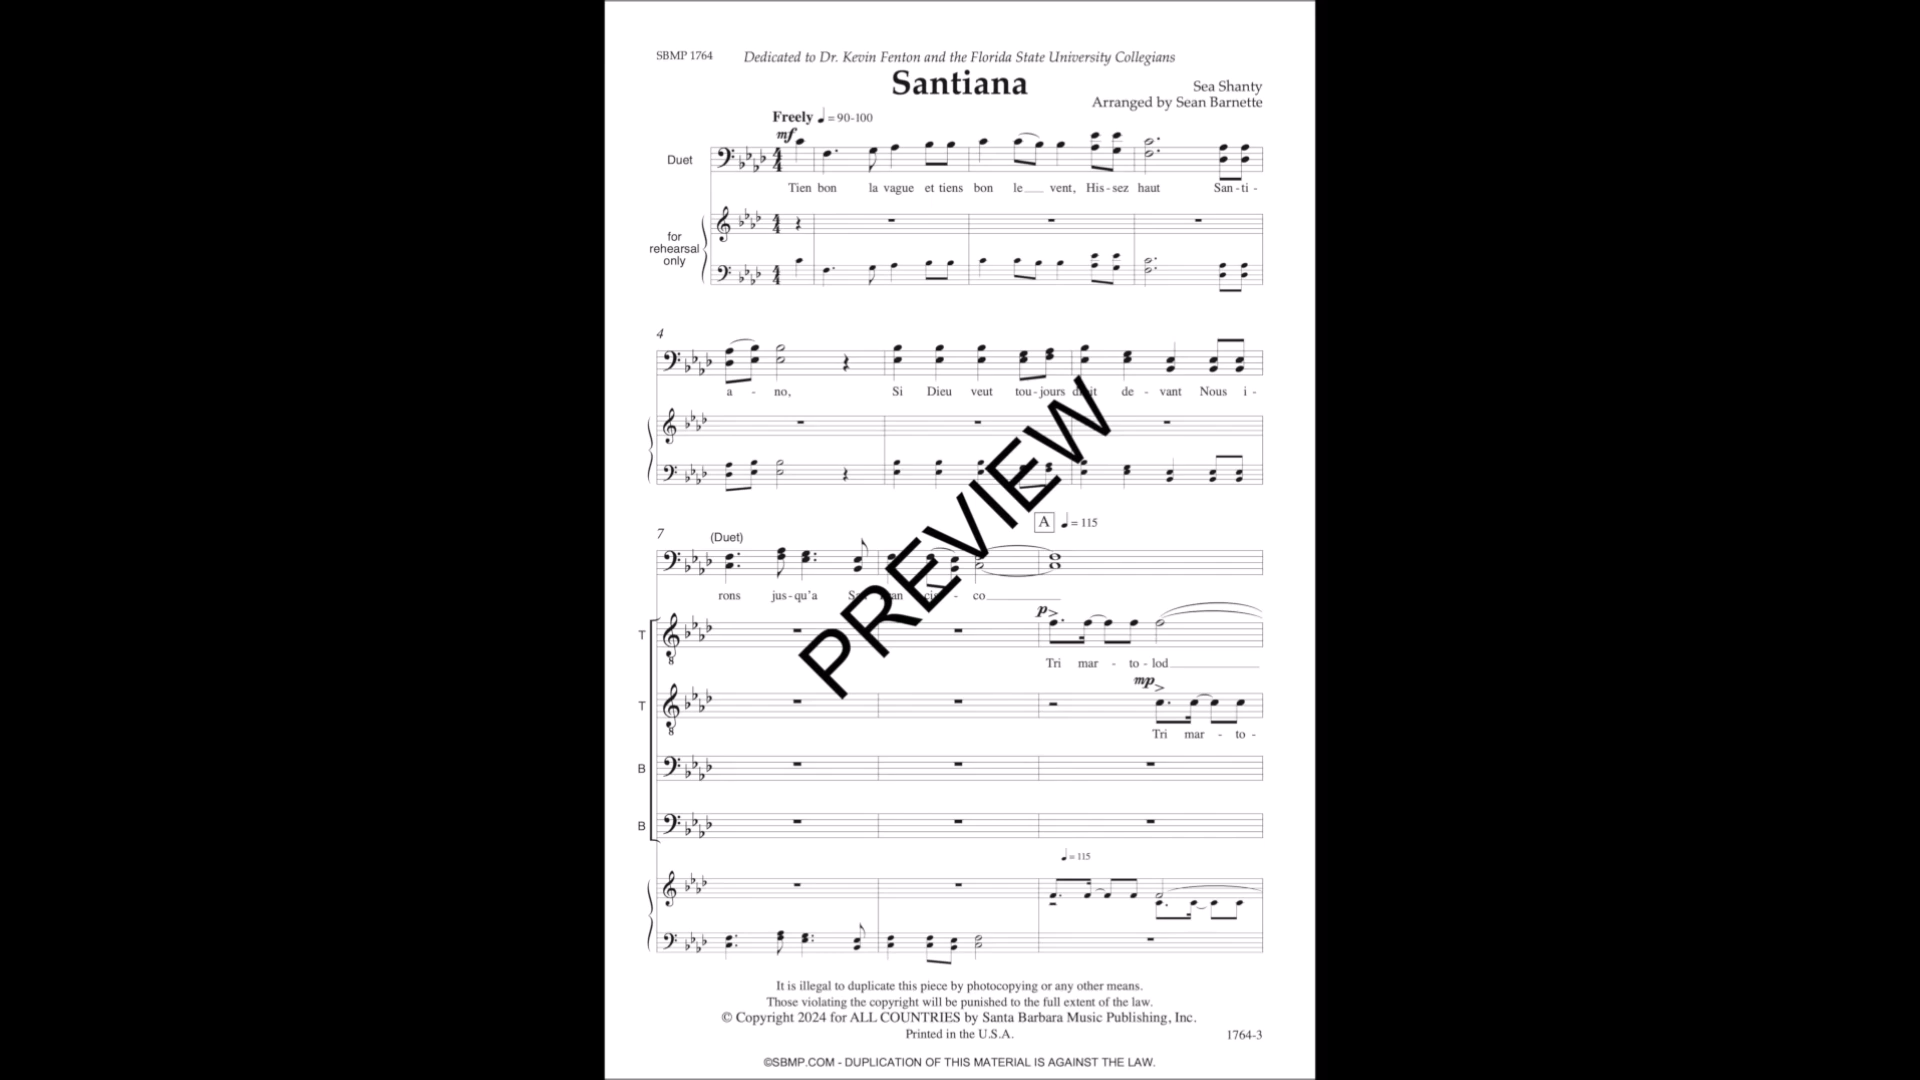 SBMP 1764
Dedicated to Dr. Kevin Fenton and the Florida State University Collegians
Santiana
Sea Shanty
Arranged by Sean Barnette
Freely ♩ = 90-100
mf
Duet
Tien bon la vague et tiens bon le vent, His - sez haut San - ti -
for
rehearsal
only
4
a - no, Si Dieu veut tou - jours de - vant Nous i -
7
(Duet)
A ♩ = 115
rons jus - qu'a - co
p
T
Tri mar - to - lod
mp
T
Tri mar - to -
B
B
♩ = 115
PREVIEW
It is illegal to duplicate this piece by photocopying or any other means.
Those violating the copyright will be punished to the full extent of the law.
© Copyright 2024 for ALL COUNTRIES by Santa Barbara Music Publishing, Inc.
Printed in the U.S.A.
1764-3
©SBMP.COM - DUPLICATION OF THIS MATERIAL IS AGAINST THE LAW.